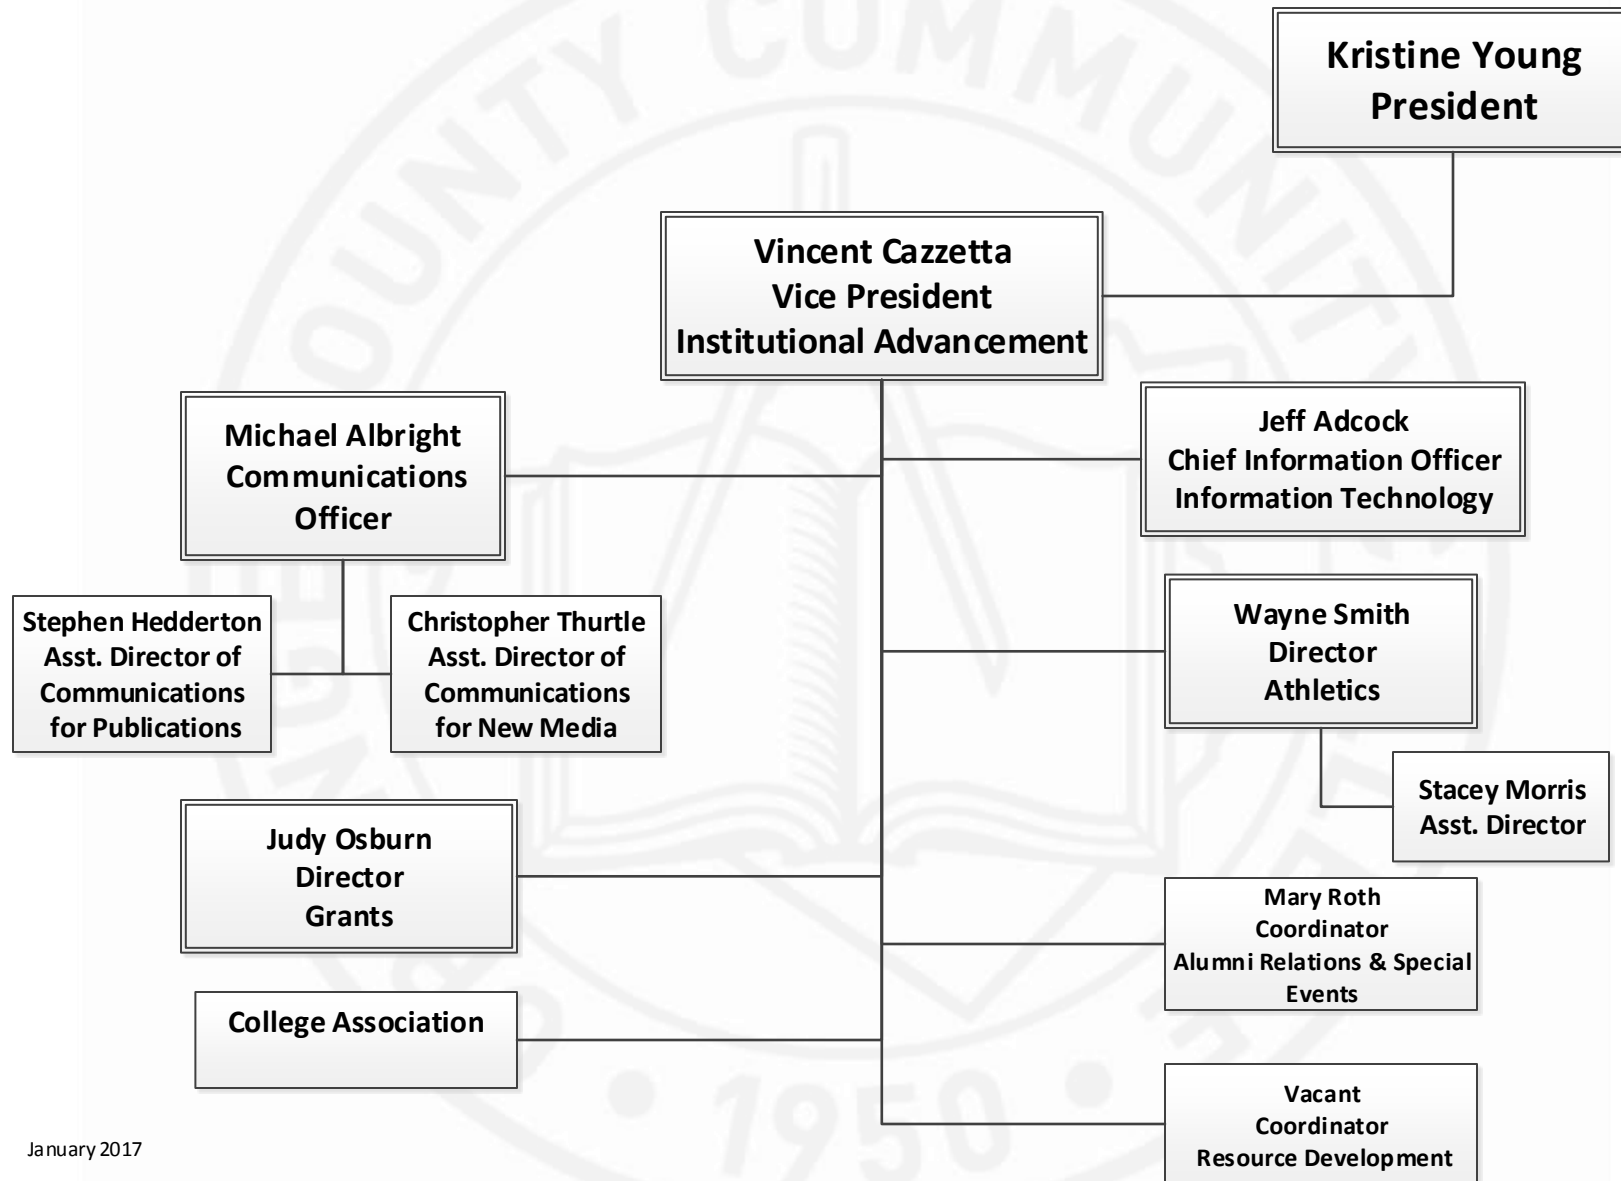 Kristine Young
President
Vincent Cazzetta
Vice President
Institutional Advancement
Michael Albright
Communications
Officer
Jeff Adcock
Chief Information Officer
Information Technology
Stephen Hedderton
Asst. Director of
Communications
for Publications
Christopher Thurtle
Asst. Director of
Communications
for New Media
Wayne Smith
Director
Athletics
Stacey Morris
Asst. Director
Judy Osburn
Director
Grants
Mary Roth
Coordinator
Alumni Relations & Special
Events
College Association
Vacant
Coordinator
Resource Development
January 2017
OUNTY COMMUNITY
1950